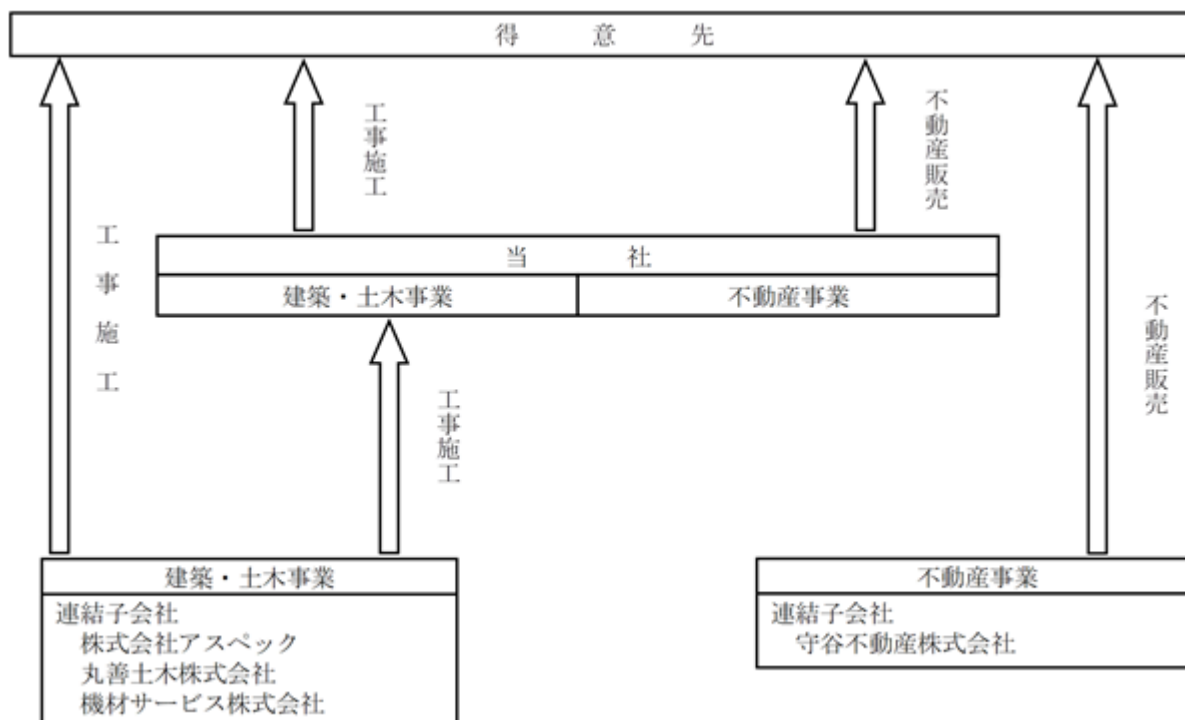 得意先
工事施工
不動産販売
工事施工
当社
建築・土木事業
不動産事業
不動産販売
工事施工
建築・土木事業
連結子会社
株式会社アスペック
丸善土木株式会社
機材サービス株式会社
不動産事業
連結子会社
守谷不動産株式会社